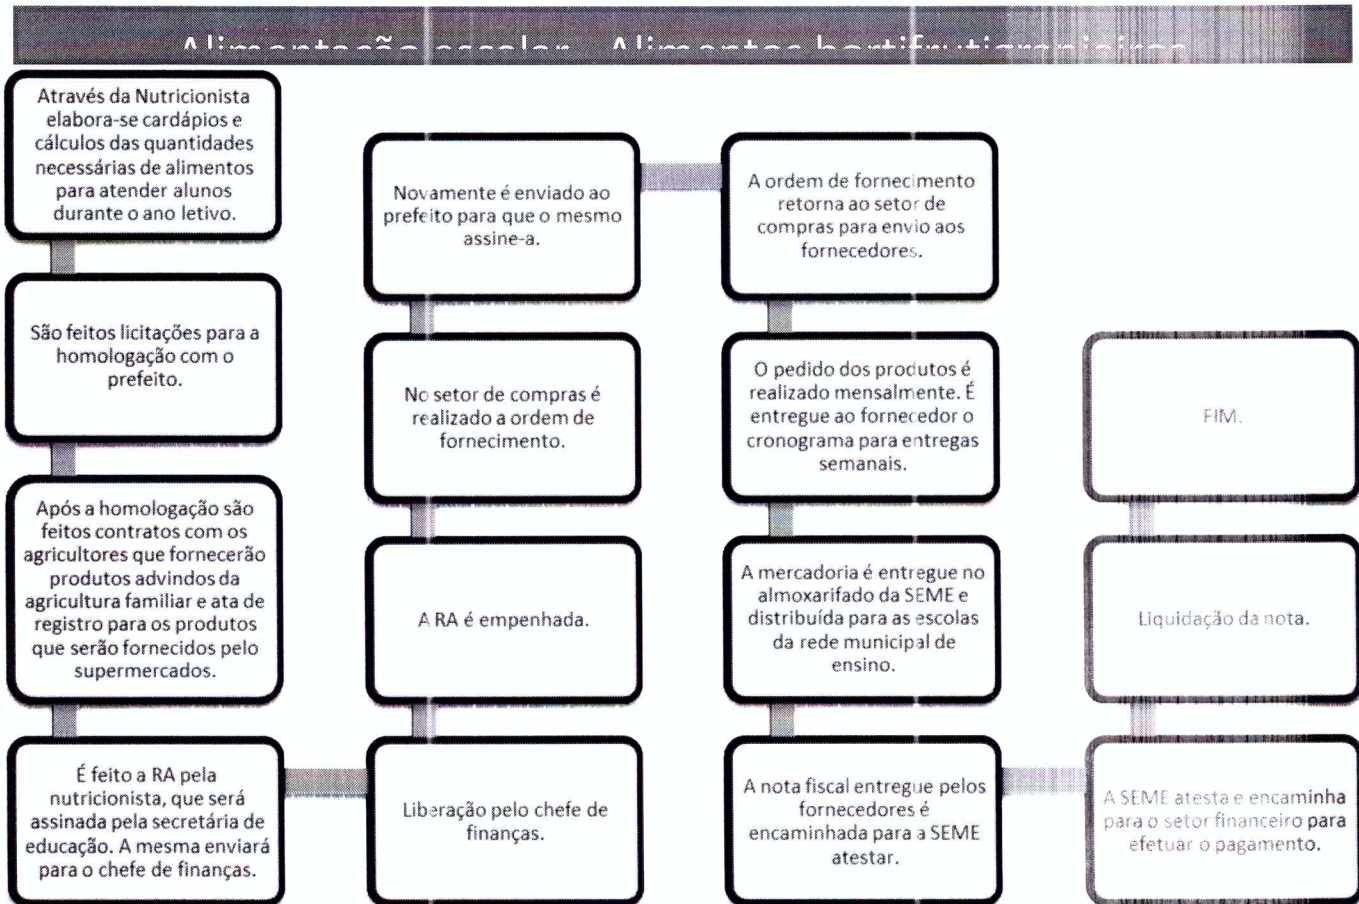 Alimentação escolar Alimentos hortifrutigranjeiros
Através da Nutricionista
elabora-se cardápios e
cálculos das quantidades
necessárias de alimentos
para atender alunos
durante o ano letivo.
São feitos licitações para a
homologação com o
prefeito.
Após a homologação são
feitos contratos com os
agricultores que fornecerão
produtos advindos da
agricultura familiar e ata de
registro para os produtos
que serão fornecidos pelo
supermercados.
É feito a RA pela
nutricionista, que será
assinada pela secretária de
educação. A mesma enviará
para o chefe de finanças.
Liberação pelo chefe de
finanças.
A RA é empenhada.
No setor de compras é
realizado a ordem de
fornecimento.
Novamente é enviado ao
prefeito para que o mesmo
assine-a.
A ordem de fornecimento
retorna ao setor de
compras para envio aos
fornecedores.
O pedido dos produtos é
realizado mensalmente. É
entregue ao fornecedor o
cronograma para entregas
semanais.
A mercadoria é entregue no
almoxarifado da SEME e
distribuída para as escolas
da rede municipal de
ensino.
A nota fiscal entregue pelos
fornecedores é
encaminhada para a SEME
atestar.
A SEME atesta e encaminha
para o setor financeiro para
efetuar o pagamento.
Liquidação da nota.
FIM.